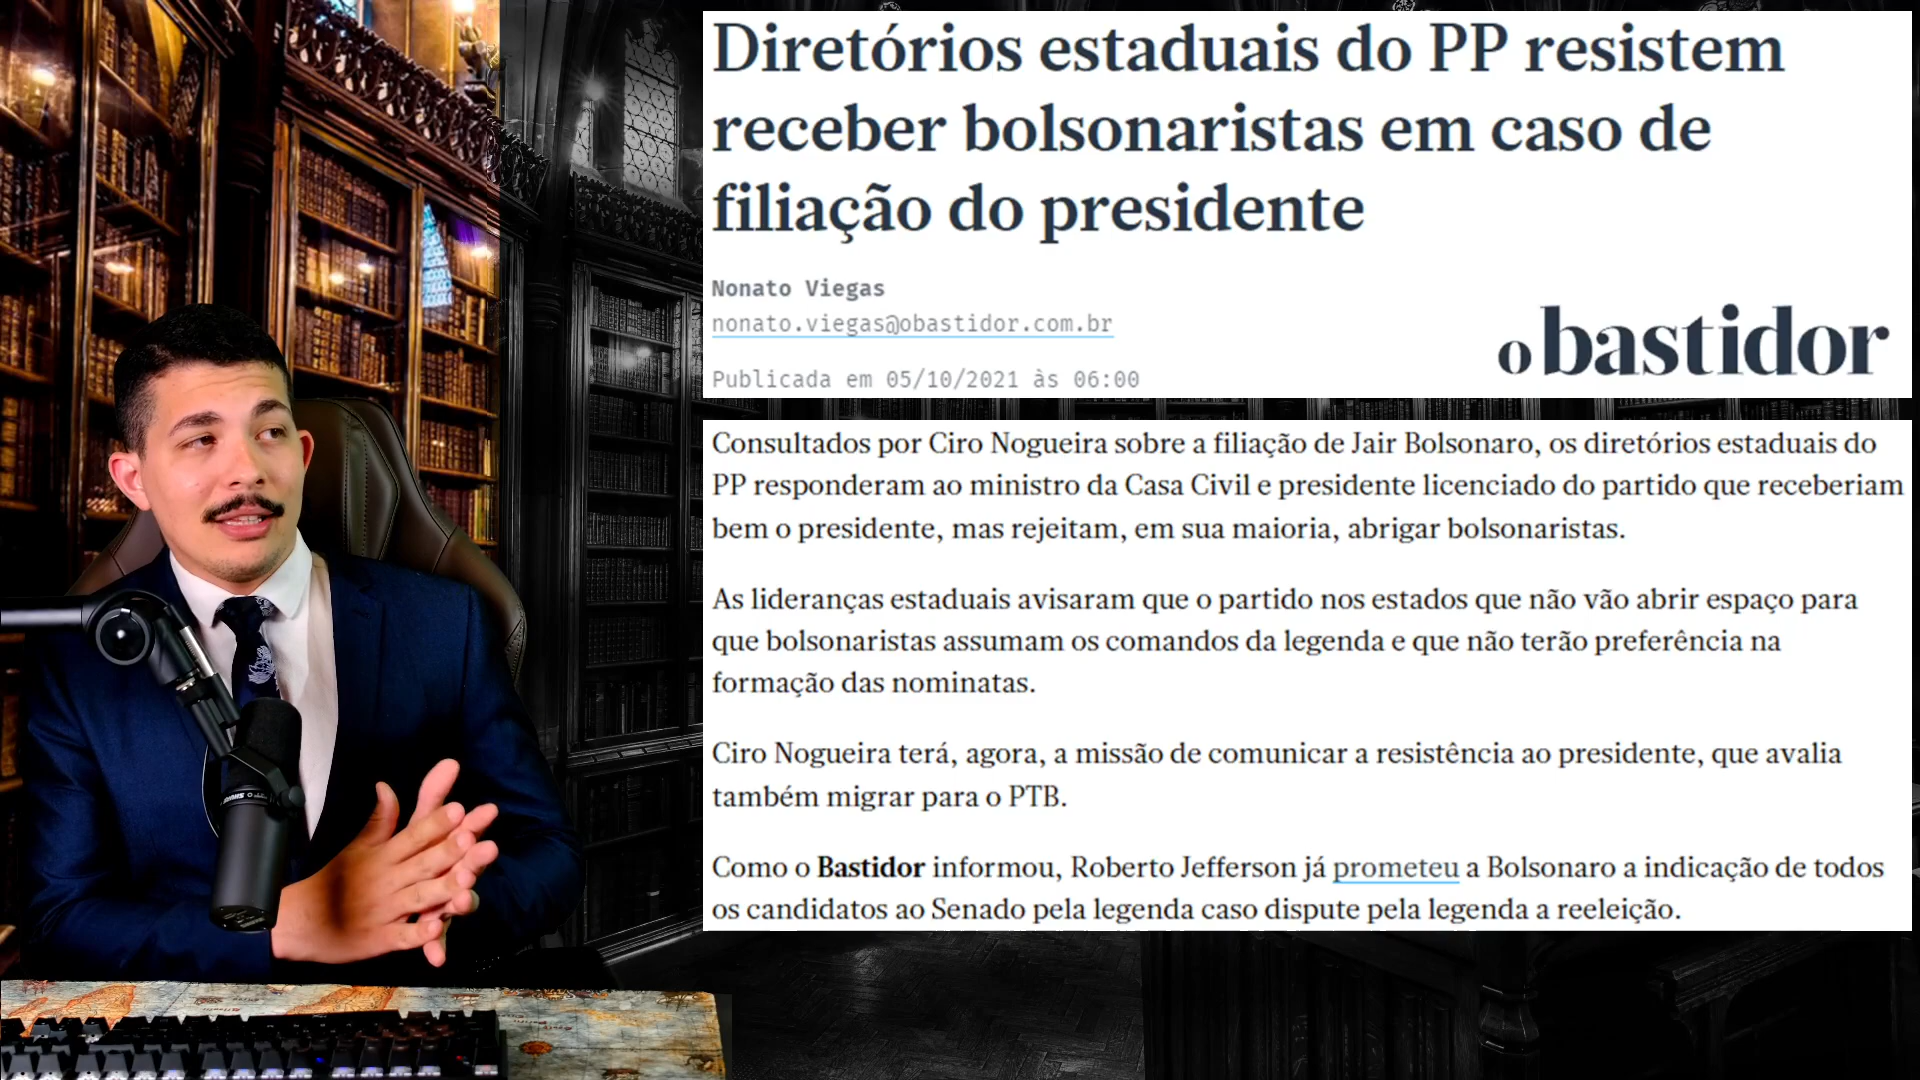 Diretórios estaduais do PP resistem
receber bolsonaristas em caso de
filiação do presidente
Nonato Viegas
nonato.viegas@obastidor.com.br
Publicada em 05/10/2021 às 06:00
o bastidor
Consultados por Ciro Nogueira sobre a filiação de Jair Bolsonaro, os diretórios estaduais do
PP responderam ao ministro da Casa Civil e presidente licenciado do partido que receberiam
bem o presidente, mas rejeitam, em sua maioria, abrigar bolsonaristas.
As lideranças estaduais avisaram que o partido nos estados que não vão abrir espaço para
que bolsonaristas assumam os comandos da legenda e que não terão preferência na
formação das nominatas.
Ciro Nogueira terá, agora, a missão de comunicar a resistência ao presidente, que avalia
também migrar para o PTB.
Como o Bastidor informou, Roberto Jefferson já prometeu a Bolsonaro a indicação de todos
os candidatos ao Senado pela legenda caso dispute pela legenda a reeleição.
SHURE